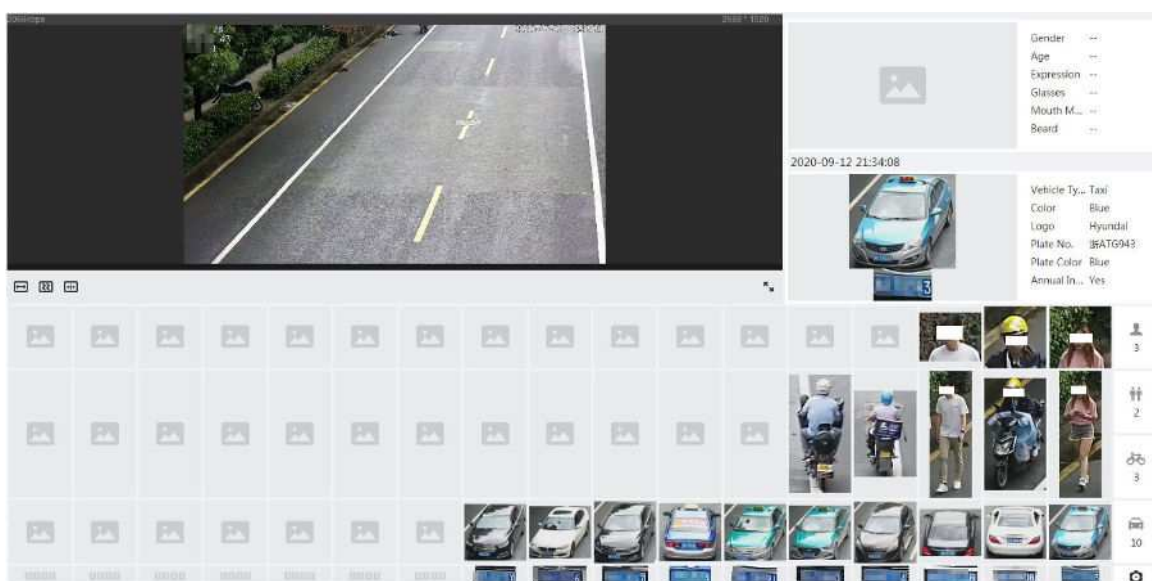 2688 * 1520
Gender --
Age --
Expression --
Glasses --
Mouth M... --
Beard --
2020-09-12 21:34:08
Vehicle Ty... Taxi
Color Blue
Logo Hyundai
Plate No. 浙ATG943
Plate Color Blue
Annual In... Yes
3
2
3
10